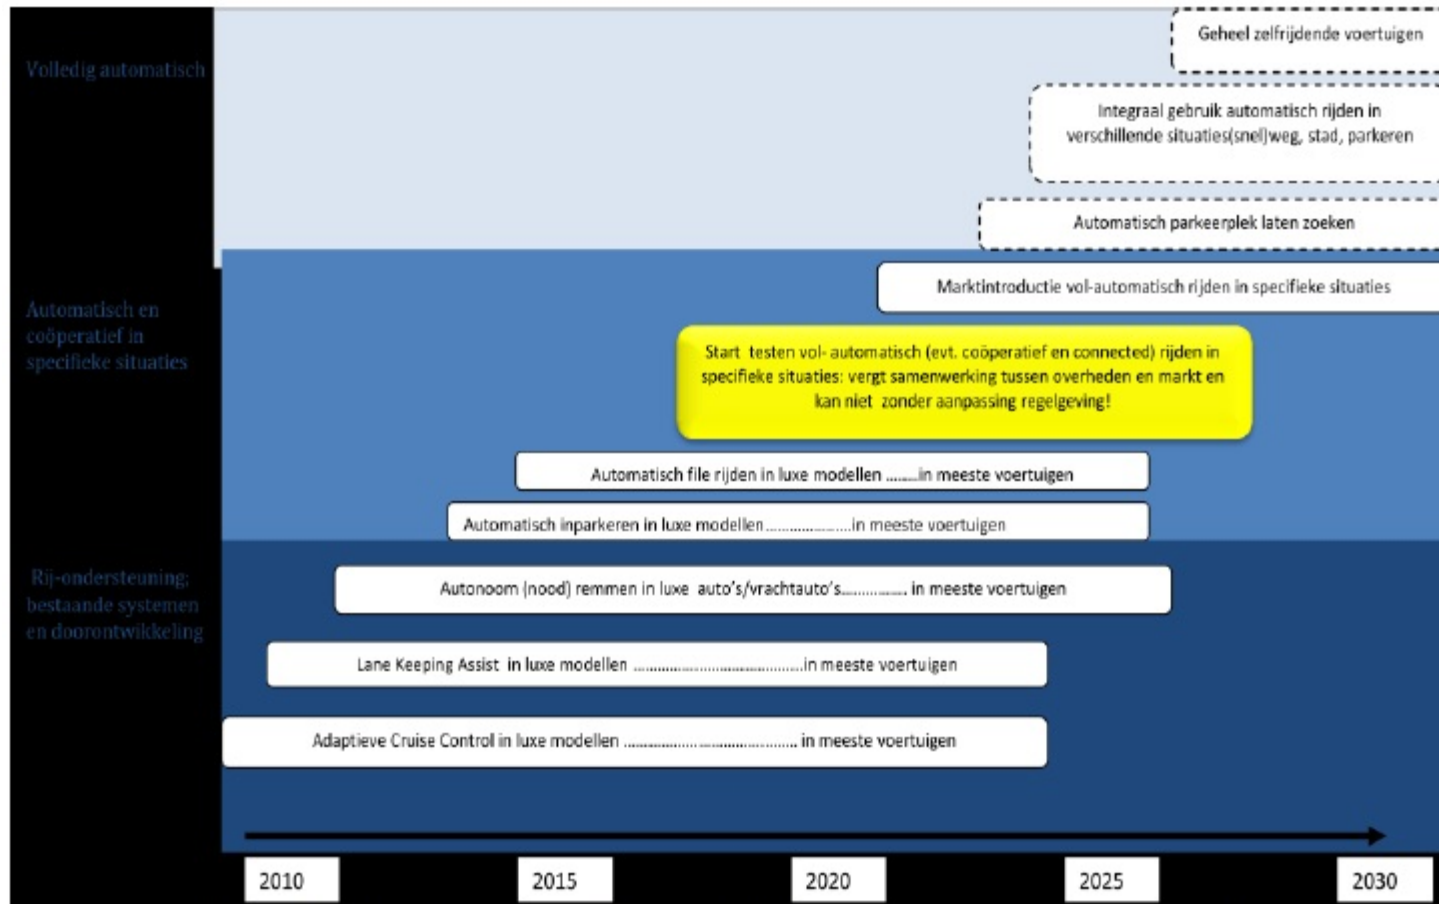 Geheel zelfrijdende voertuigen
Volledig automatisch
Integraal gebruik automatisch rijden in
verschillende situaties(snel)weg, stad, parkeren
Automatisch parkeerplek laten zoeken
Marktintroductie vol-automatisch rijden in specifieke situaties
Automatisch en
coöperatief in
specifieke situaties
Start testen vol- automatisch (evt. coöperatief en connected) rijden in
specifieke situaties: vergt samenwerking tussen overheden en markt en
kan niet zonder aanpassing regelgeving!
Automatisch file rijden in luxe modellen ........in meeste voertuigen
Automatisch inparkeren in luxe modellen......................in meeste voertuigen
Rij-ondersteuning;
bestaande systemen
en doorontwikkeling
Autonoom (nood) remmen in luxe auto's/vrachtauto's................. in meeste voertuigen
Lane Keeping Assist in luxe modellen ...........................................in meeste voertuigen
Adaptieve Cruise Control in luxe modellen ............................................ in meeste voertuigen
2010 2015 2020 2025 2030